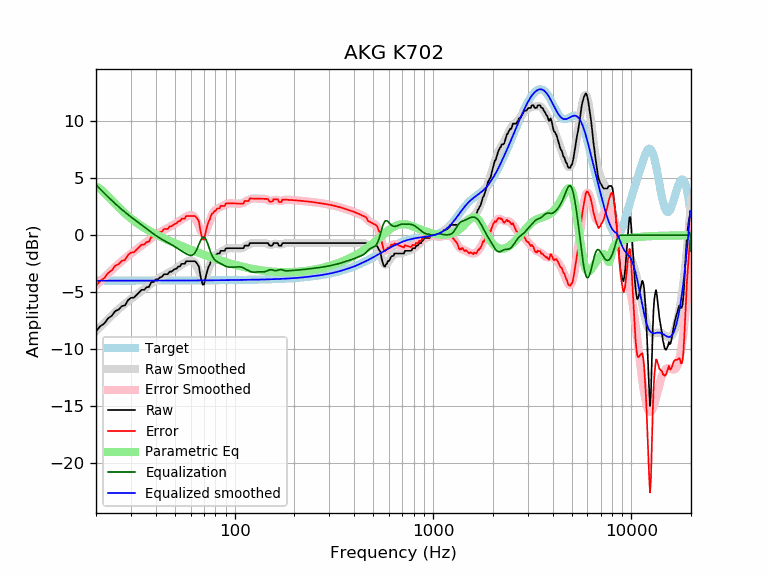 AKG K702
Amplitude (dBr)
10
5
0
−5
−10
−15
−20
Target
Raw Smoothed
Error Smoothed
Raw
Error
Parametric Eq
Equalization
Equalized smoothed
100
1000
10000
Frequency (Hz)